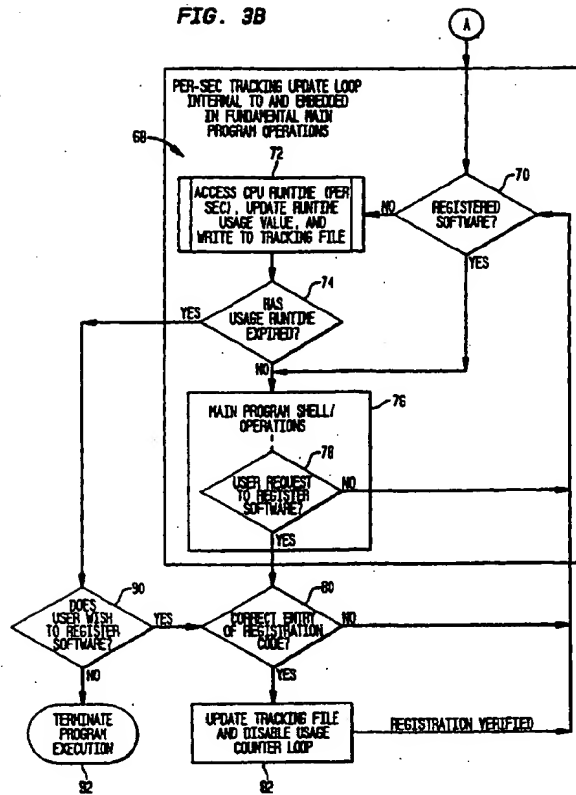 FIG. 3B
A
PER-SEC TRACKING UPDATE LOOP
INTERNAL TO AND EMBEDDED
IN FUNDAMENTAL MAIN
PROGRAM OPERATIONS
68
72
70
ACCESS CPU RUNTIME (PER
SEC), UPDATE RUNTIME
USAGE VALUE, AND
WRITE TO TRACKING FILE
NO
REGISTERED
SOFTWARE?
YES
74
YES
HAS
USAGE RUNTIME
EXPIRED?
NO
76
MAIN PROGRAM SHELL/
OPERATIONS
78
USER REQUEST
TO REGISTER
SOFTWARE?
NO
YES
90
80
DOES
USER WISH
TO REGISTER
SOFTWARE?
YES
CORRECT ENTRY
OF REGISTRATION
CODE?
NO
NO
YES
TERMINATE
PROGRAM
EXECUTION
UPDATE TRACKING FILE
AND DISABLE USAGE
COUNTER LOOP
REGISTRATION VERIFIED
92
82